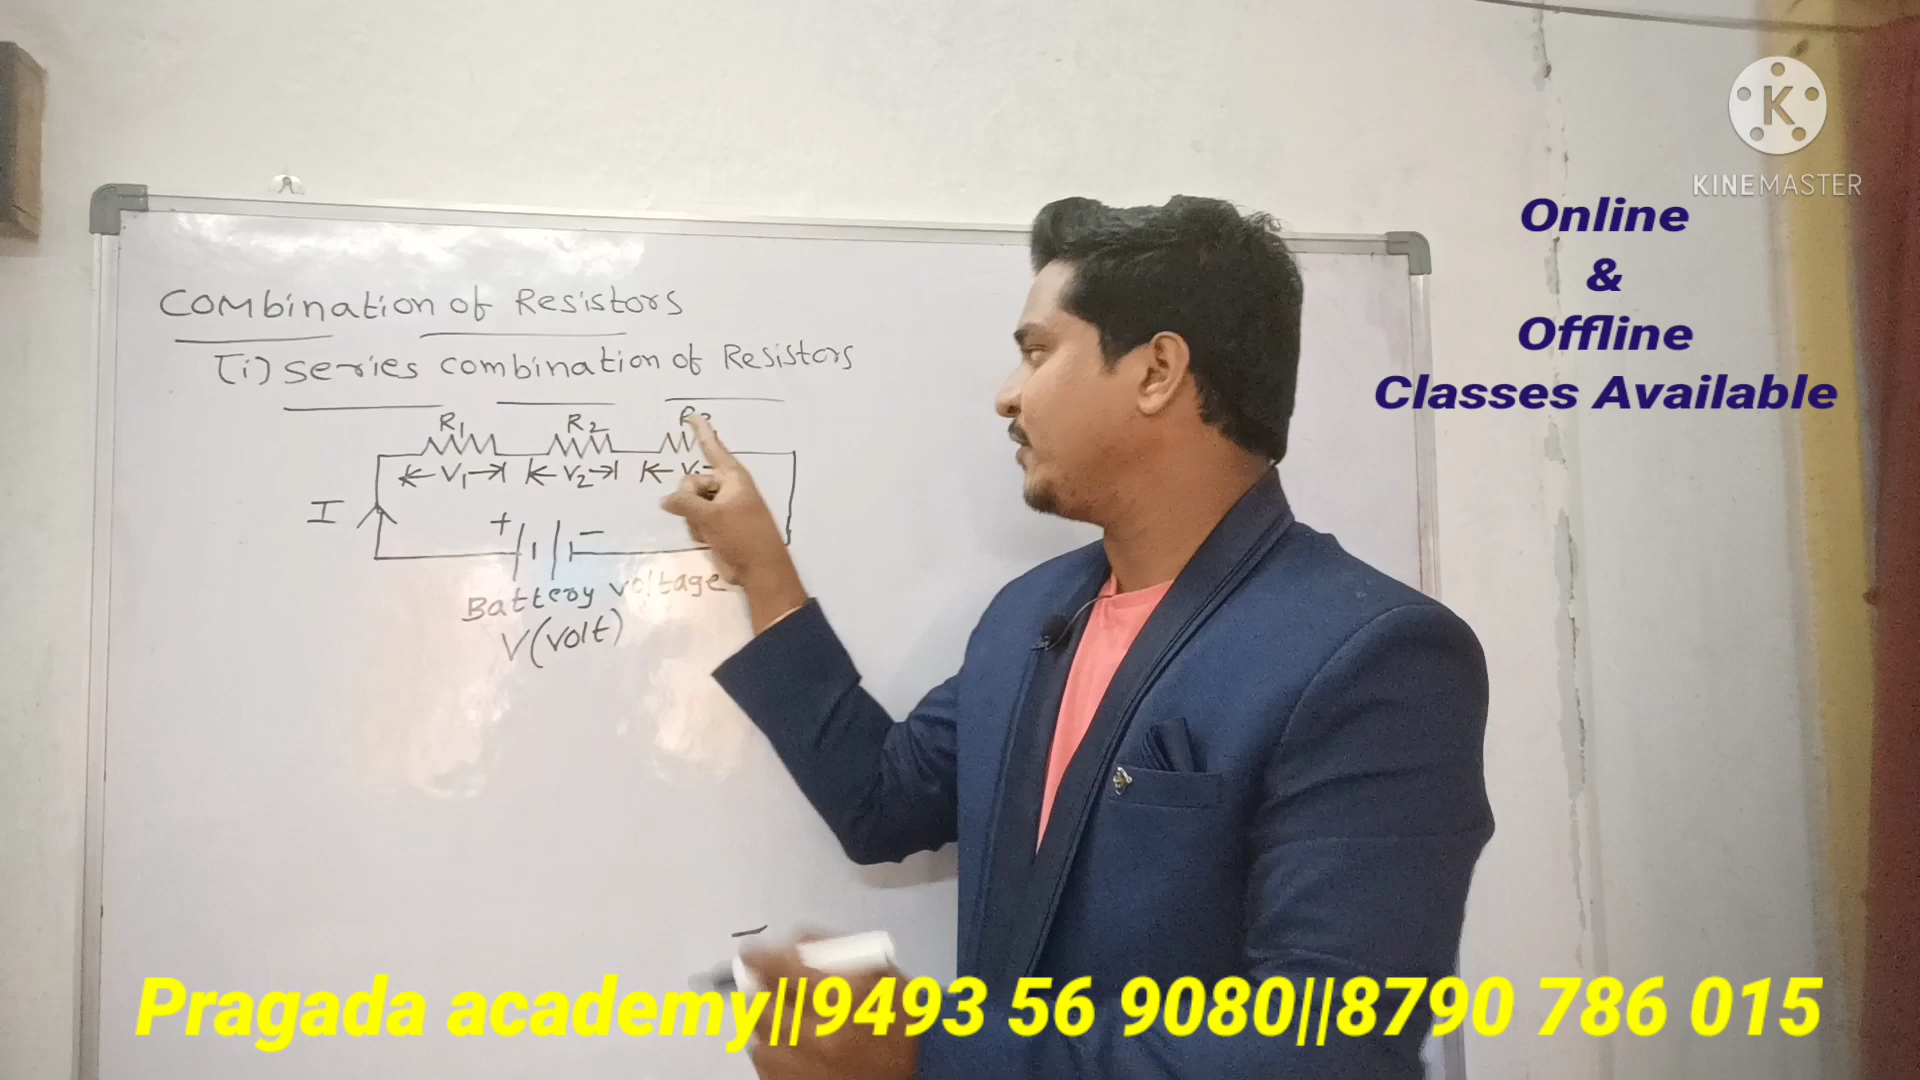 KINEMASTER
Online
&
Offline
Classes Available
Combination of Resistors
(i) series combination of Resistors
R1 R2
V1 V2
I
+ −
Battery voltage
V(volt)
Pragada academy||9493 56 9080||8790 786 015